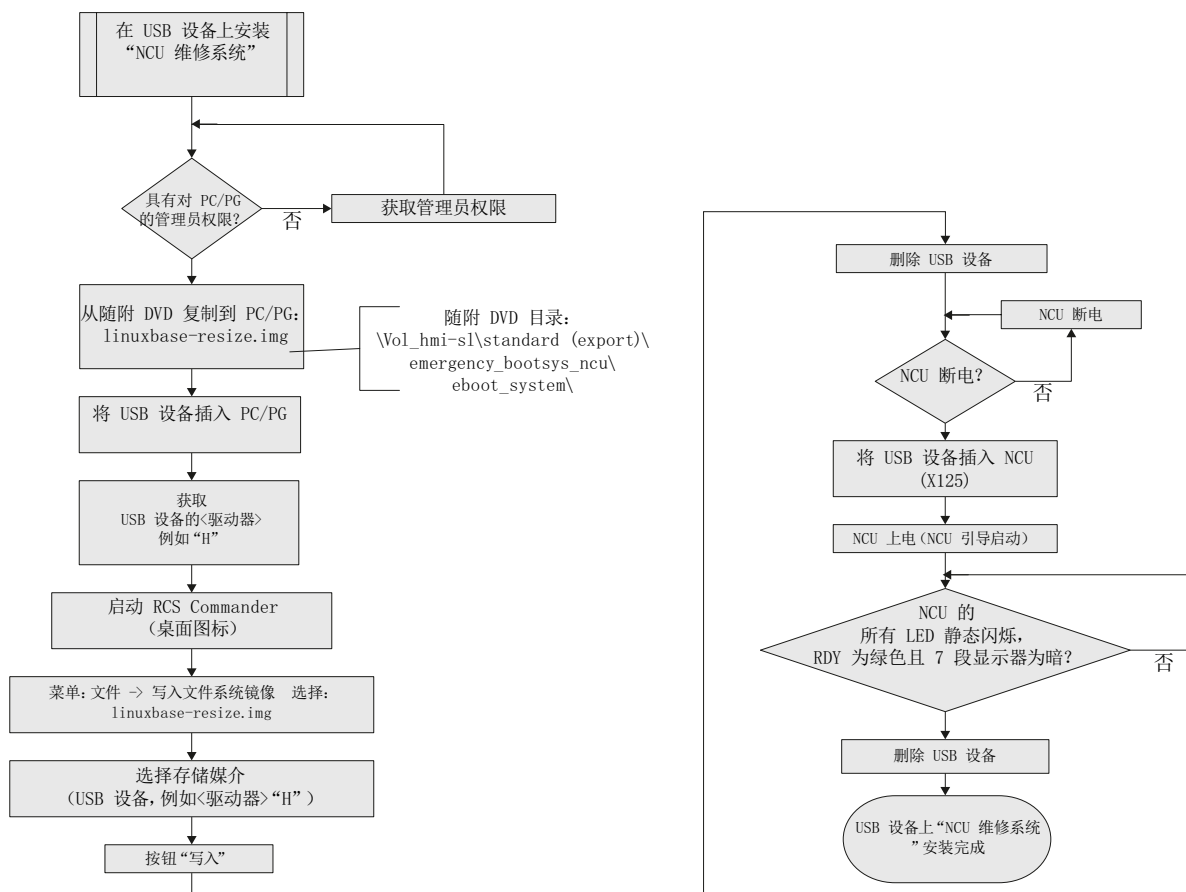 在 USB 设备上安装
“NCU 维修系统”
具有对 PC/PG
的管理员权限?
否
获取管理员权限
从随附 DVD 复制到 PC/PG:
linuxbase-resize.img
随附 DVD 目录:
\Vol_hmi-sl\standard (export)\
emergency_bootsys_ncu\
eboot_system\
将 USB 设备插入 PC/PG
获取
USB 设备的<驱动器>
例如“H”
启动 RCS Commander
(桌面图标)
菜单:文件 -> 写入文件系统镜像 选择:
linuxbase-resize.img
选择存储媒介
(USB 设备,例如<驱动器>“H”)
按钮“写入”
删除 USB 设备
NCU 断电
NCU 断电?
否
将 USB 设备插入 NCU
(X125)
NCU 上电(NCU 引导启动)
NCU 的
所有 LED 静态闪烁,
RDY 为绿色且 7 段显示器为暗?
否
删除 USB 设备
USB 设备上“NCU 维修系统
”安装完成